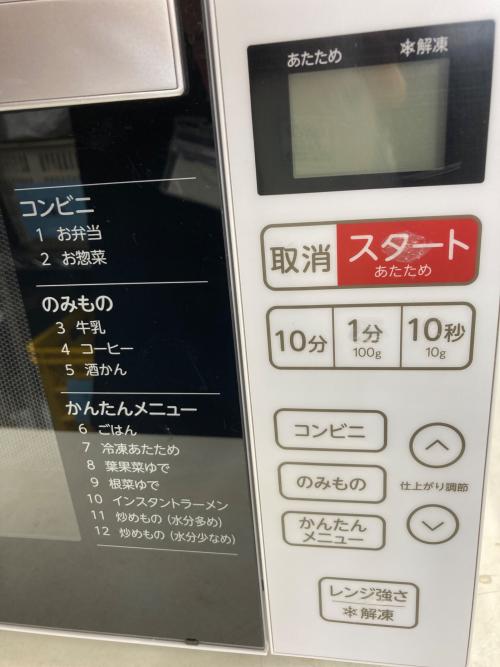 あたため
❄解凍
コンビニ
1 お弁当
2 お惣菜
のみもの
3 牛乳
4 コーヒー
5 酒かん
かんたんメニュー
6 ごはん
7 冷凍あたため
8 葉果菜ゆで
9 根菜ゆで
10 インスタントラーメン
11 炒めもの（水分多め）
12 炒めもの（水分少なめ）
取消
スタート
あたため
10分
1分
100g
10秒
10g
コンビニ
のみもの
仕上がり調節
かんたん
メニュー
レンジ強さ
❄解凍